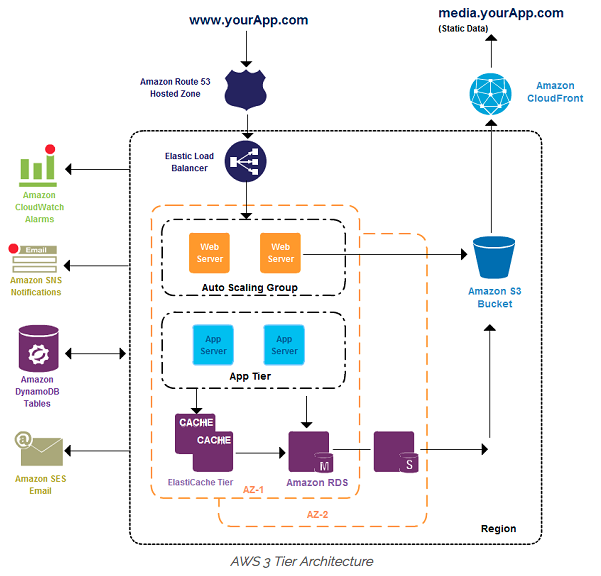 www.yourApp.com
media.yourApp.com
(Static Data)
Amazon Route 53
Hosted Zone
Amazon
CloudFront
Elastic Load
Balancer
Amazon
CloudWatch
Alarms
Web
Server
Web
Server
Auto Scaling Group
Email
Amazon SNS
Notifications
Amazon S3
Bucket
App
Server
App
Server
App Tier
Amazon
DynamoDB
Tables
CACHE
CACHE
ElastiCache Tier
M
Amazon RDS
S
@
Amazon SES
Email
AZ-1
AZ-2
Region
AWS 3 Tier Architecture